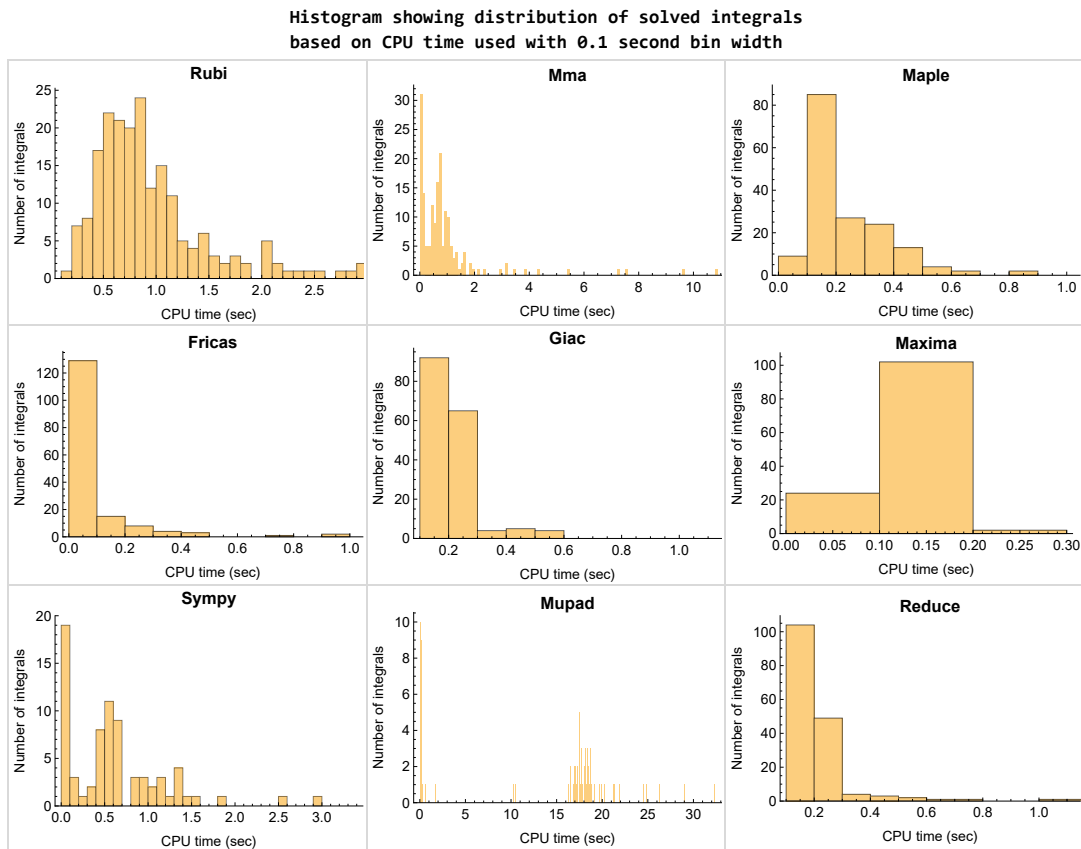 Histogram showing distribution of solved integrals
based on CPU time used with 0.1 second bin width
Rubi
Number of integrals
25
20
15
10
5
0
0.5 1.0 1.5 2.0 2.5
CPU time (sec)
Mma
Number of integrals
30
25
20
15
10
5
0
0 2 4 6 8 10
CPU time (sec)
Maple
Number of integrals
80
60
40
20
0
0.0 0.2 0.4 0.6 0.8 1.0
CPU time (sec)
Fricas
Number of integrals
120
100
80
60
40
20
0
0.0 0.2 0.4 0.6 0.8 1.0
CPU time (sec)
Giac
Number of integrals
80
60
40
20
0
0.2 0.4 0.6 0.8 1.0
CPU time (sec)
Maxima
Number of integrals
100
80
60
40
20
0
0.00 0.05 0.10 0.15 0.20 0.25 0.30
CPU time (sec)
Sympy
Number of integrals
20
15
10
5
0
0.0 0.5 1.0 1.5 2.0 2.5 3.0
CPU time (sec)
Mupad
Number of integrals
10
8
6
4
2
0
0 5 10 15 20 25 30
CPU time (sec)
Reduce
Number of integrals
100
80
60
40
20
0
0.2 0.4 0.6 0.8 1.0
CPU time (sec)